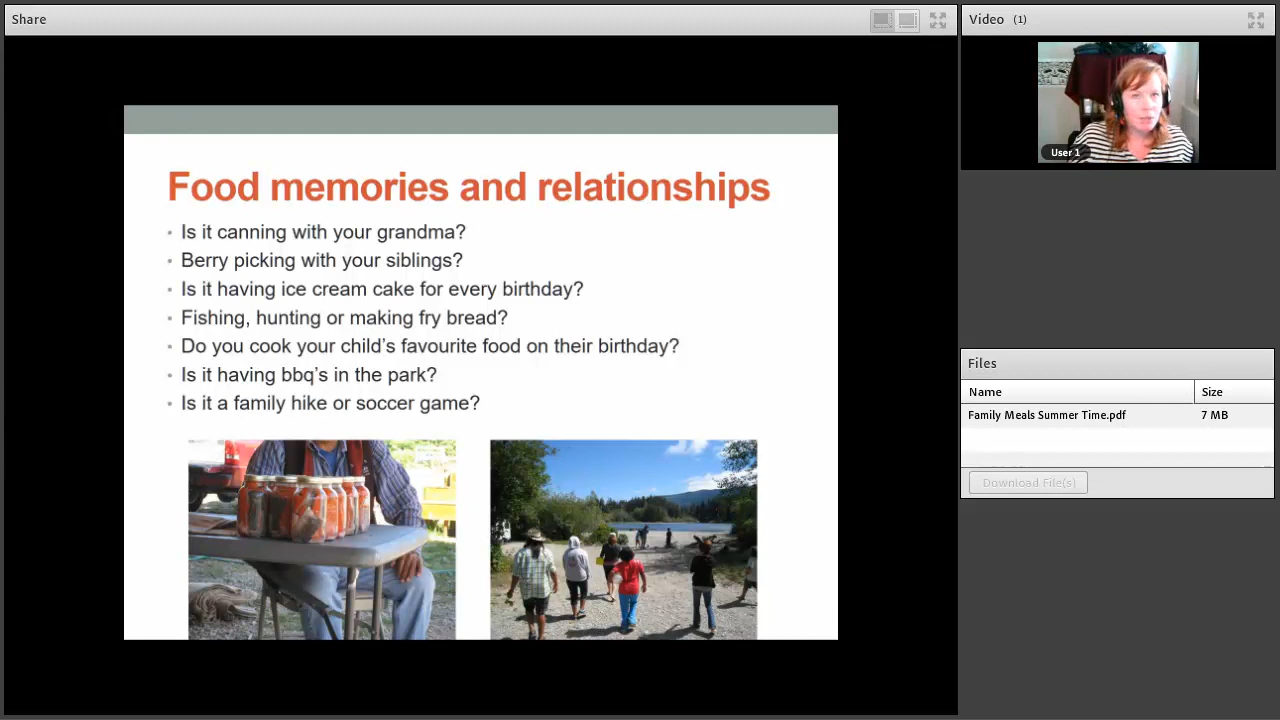 Share
Video (1)
User 1
Food memories and relationships
• Is it canning with your grandma?
• Berry picking with your siblings?
• Is it having ice cream cake for every birthday?
• Fishing, hunting or making fry bread?
• Do you cook your child’s favourite food on their birthday?
• Is it having bbq’s in the park?
• Is it a family hike or soccer game?
Files
Name Size
Family Meals Summer Time.pdf 7 MB
Download File(s)